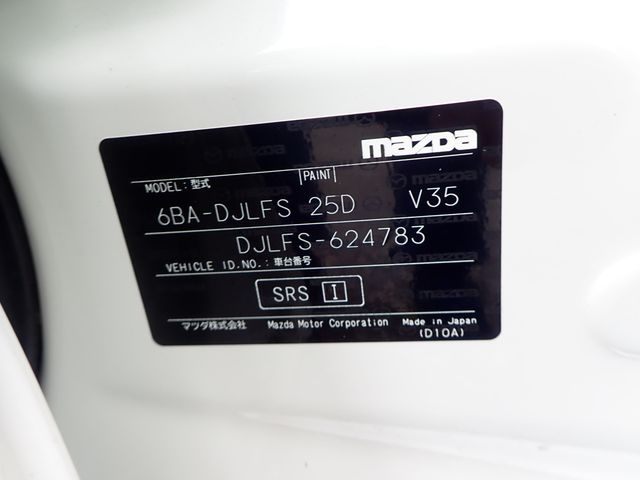 mazda
MODEL: 型式 PAINT
6BA-DJLFS 25D V35
DJLFS-624783
VEHICLE ID.NO.: 車台番号
SRS I
マツダ株式会社 Mazda Motor Corporation Made in Japan
(D10A)